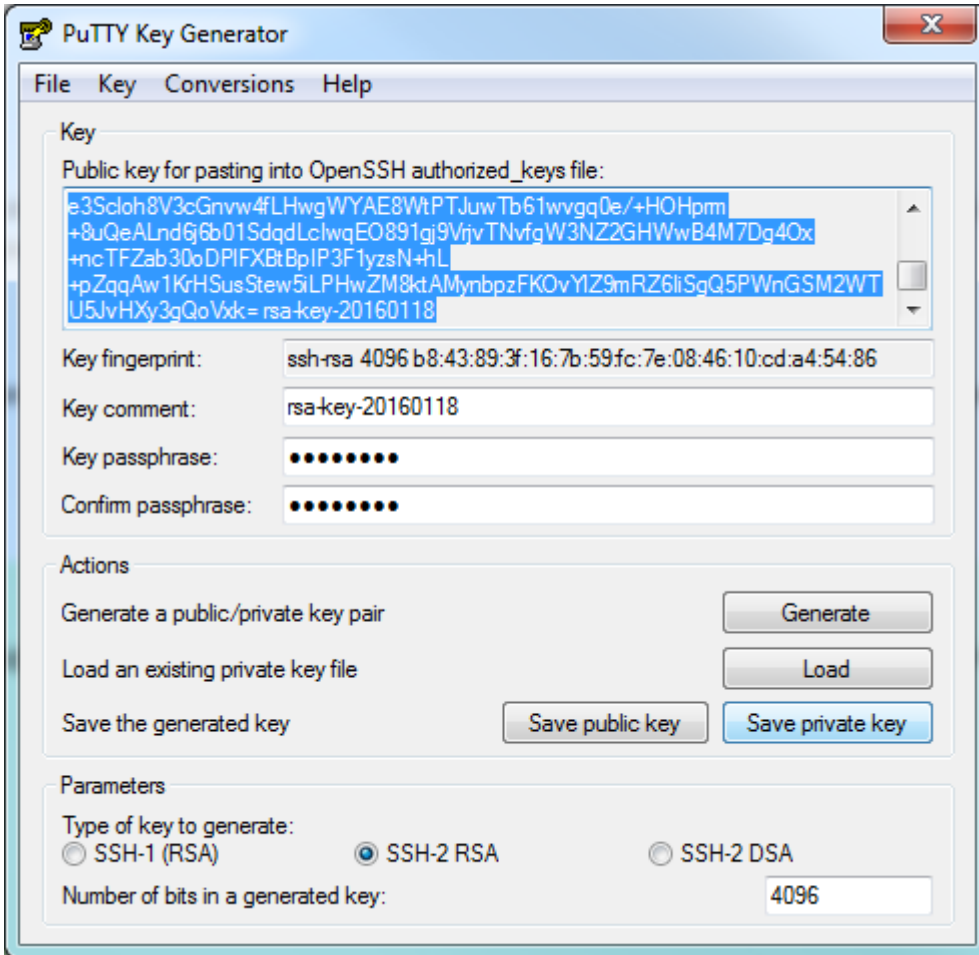 PuTTY Key Generator
File Key Conversions Help
Key
Public key for pasting into OpenSSH authorized_keys file:
e3Scloh8V3cGnvw4fLHwgWYAE8WtPTJuwTb61wvgq0e/+HOHprm
+8uQeALnd6j6b01SdqdLcIwqEO891gj9VrjvTNvfgW3NZ2GHWwB4M7Dg4Ox
+ncTFZab30oDPIFXBtBpIP3F1yzsN+hL
+pZqqAw1KrHSusStew5iLPHwZM8ktAMynbpzFKOvY1Z9mRZ6liSgQ5PWnGSM2WT
U5JvHXy3gQoVxk= rsa-key-20160118
Key fingerprint: ssh-rsa 4096 b8:43:89:3f:16:7b:59:fc:7e:08:46:10:cd:a4:54:86
Key comment: rsa-key-20160118
Key passphrase: ●●●●●●●●
Confirm passphrase: ●●●●●●●●
Actions
Generate a public/private key pair Generate
Load an existing private key file Load
Save the generated key Save public key Save private key
Parameters
Type of key to generate:
SSH-1 (RSA) SSH-2 RSA SSH-2 DSA
Number of bits in a generated key: 4096